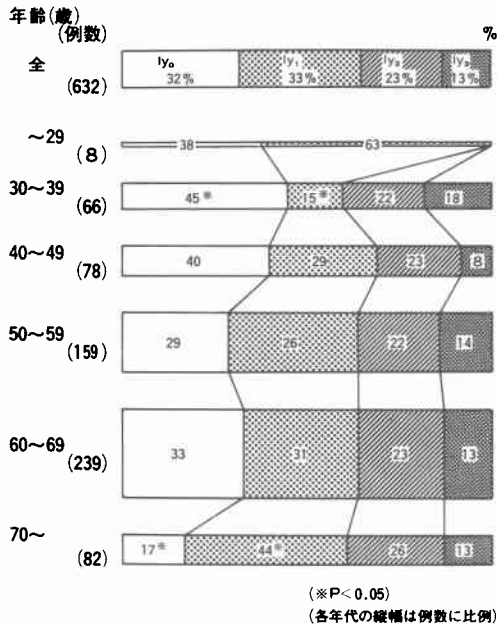 年齢(歳)
(例数) %
全 ly₀ ly₁ ly₂ ly₃
(632) 32% 33% 23% 13%
～29
(8) 38 63
30～39
(66) 45※ 15※ 22 18
40～49
(78) 40 29 23 8
50～59
(159) 29 26 22 14
60～69
(239) 33 31 23 13
70～
(82) 17※ 44※ 26 13
(※P<0.05)
(各年代の縦幅は例数に比例)